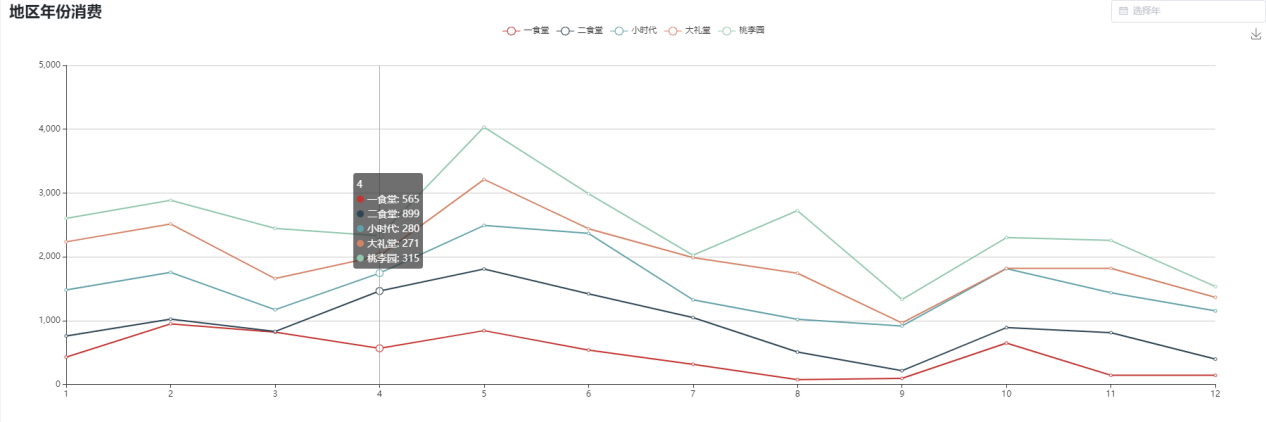 地区年份消费
选择年
一食堂 二食堂 小时代 大礼堂 桃李园
5,000
4,000
3,000
2,000
1,000
0
4
一食堂: 565
二食堂: 899
小时代: 280
大礼堂: 271
桃李园: 315
1 2 3 4 5 6 7 8 9 10 11 12